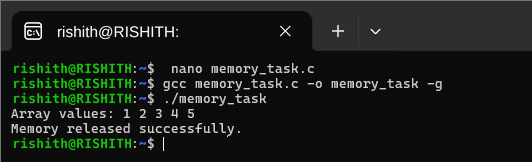 rishith@RISHITH:
rishith@RISHITH:~$  nano memory_task.c
rishith@RISHITH:~$ gcc memory_task.c -o memory_task -g
rishith@RISHITH:~$ ./memory_task
Array values: 1 2 3 4 5
Memory released successfully.
rishith@RISHITH:~$